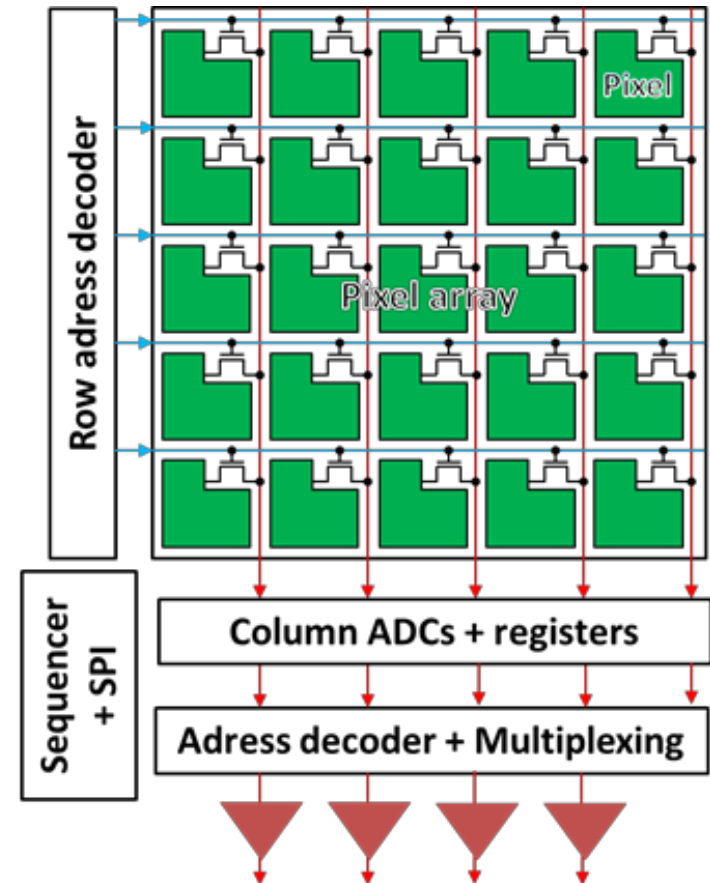 Row adress decoder
Pixel
Pixel array
Sequencer
+ SPI
Column ADCs + registers
Adress decoder + Multiplexing